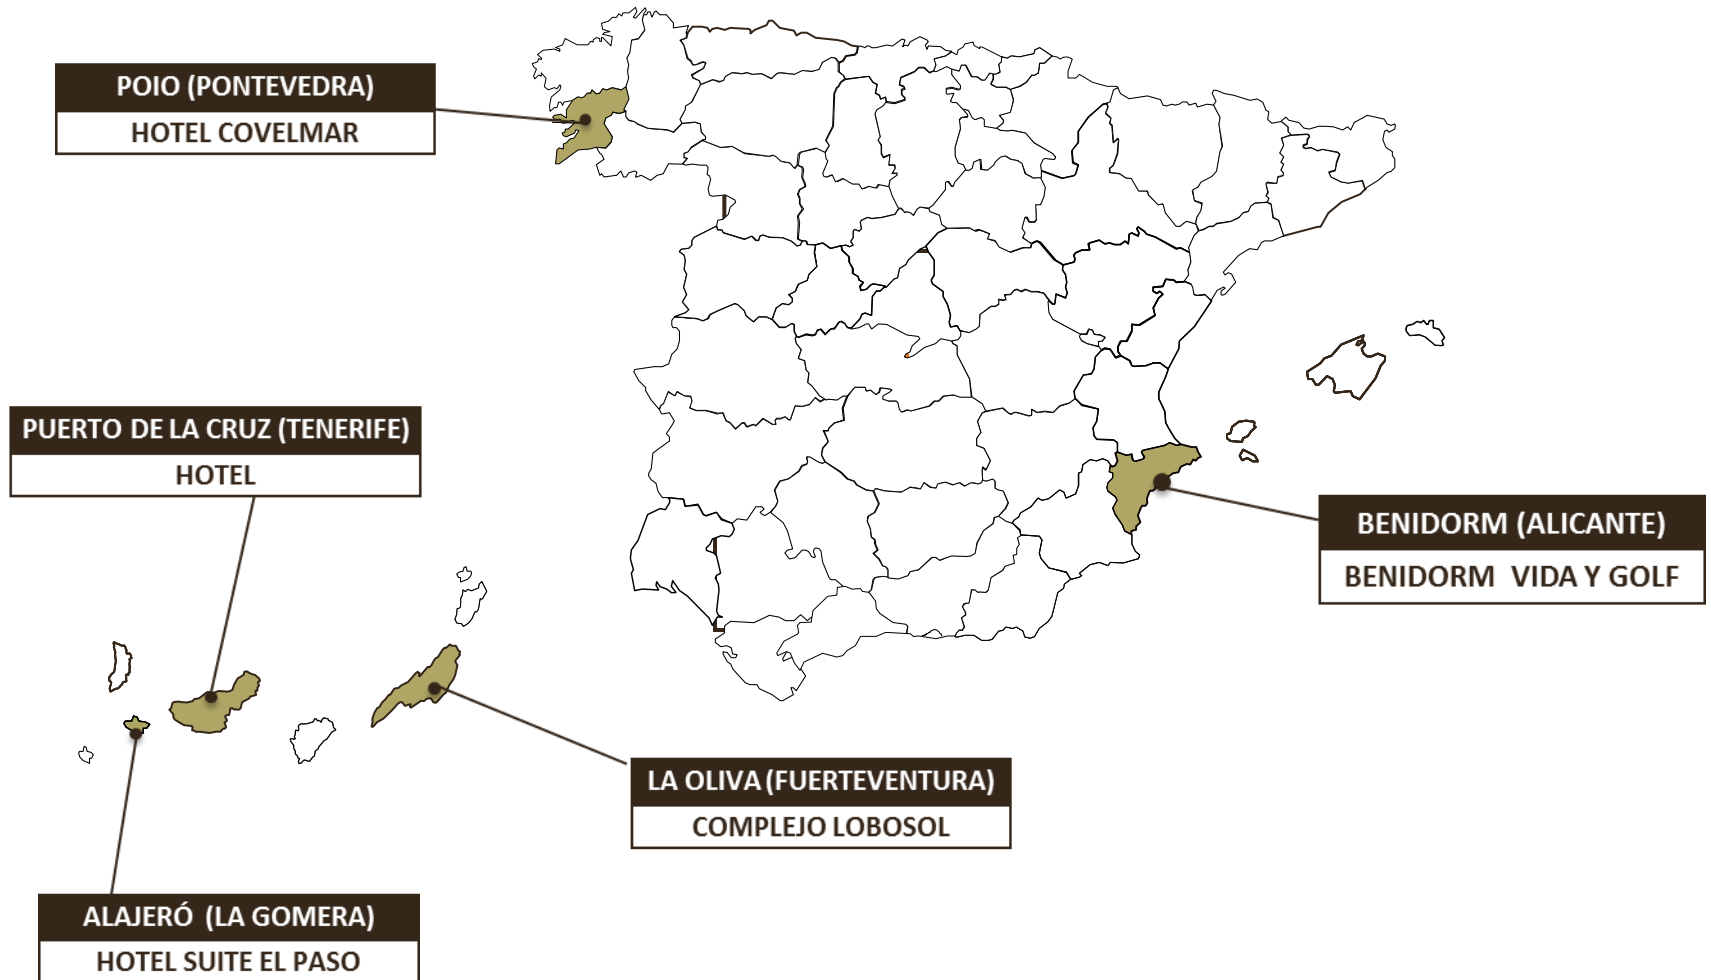 POIO (PONTEVEDRA)
HOTEL COVELMAR
PUERTO DE LA CRUZ (TENERIFE)
HOTEL
BENIDORM (ALICANTE)
BENIDORM VIDA Y GOLF
LA OLIVA (FUERTEVENTURA)
COMPLEJO LOBOSOL
ALAJERÓ (LA GOMERA)
HOTEL SUITE EL PASO